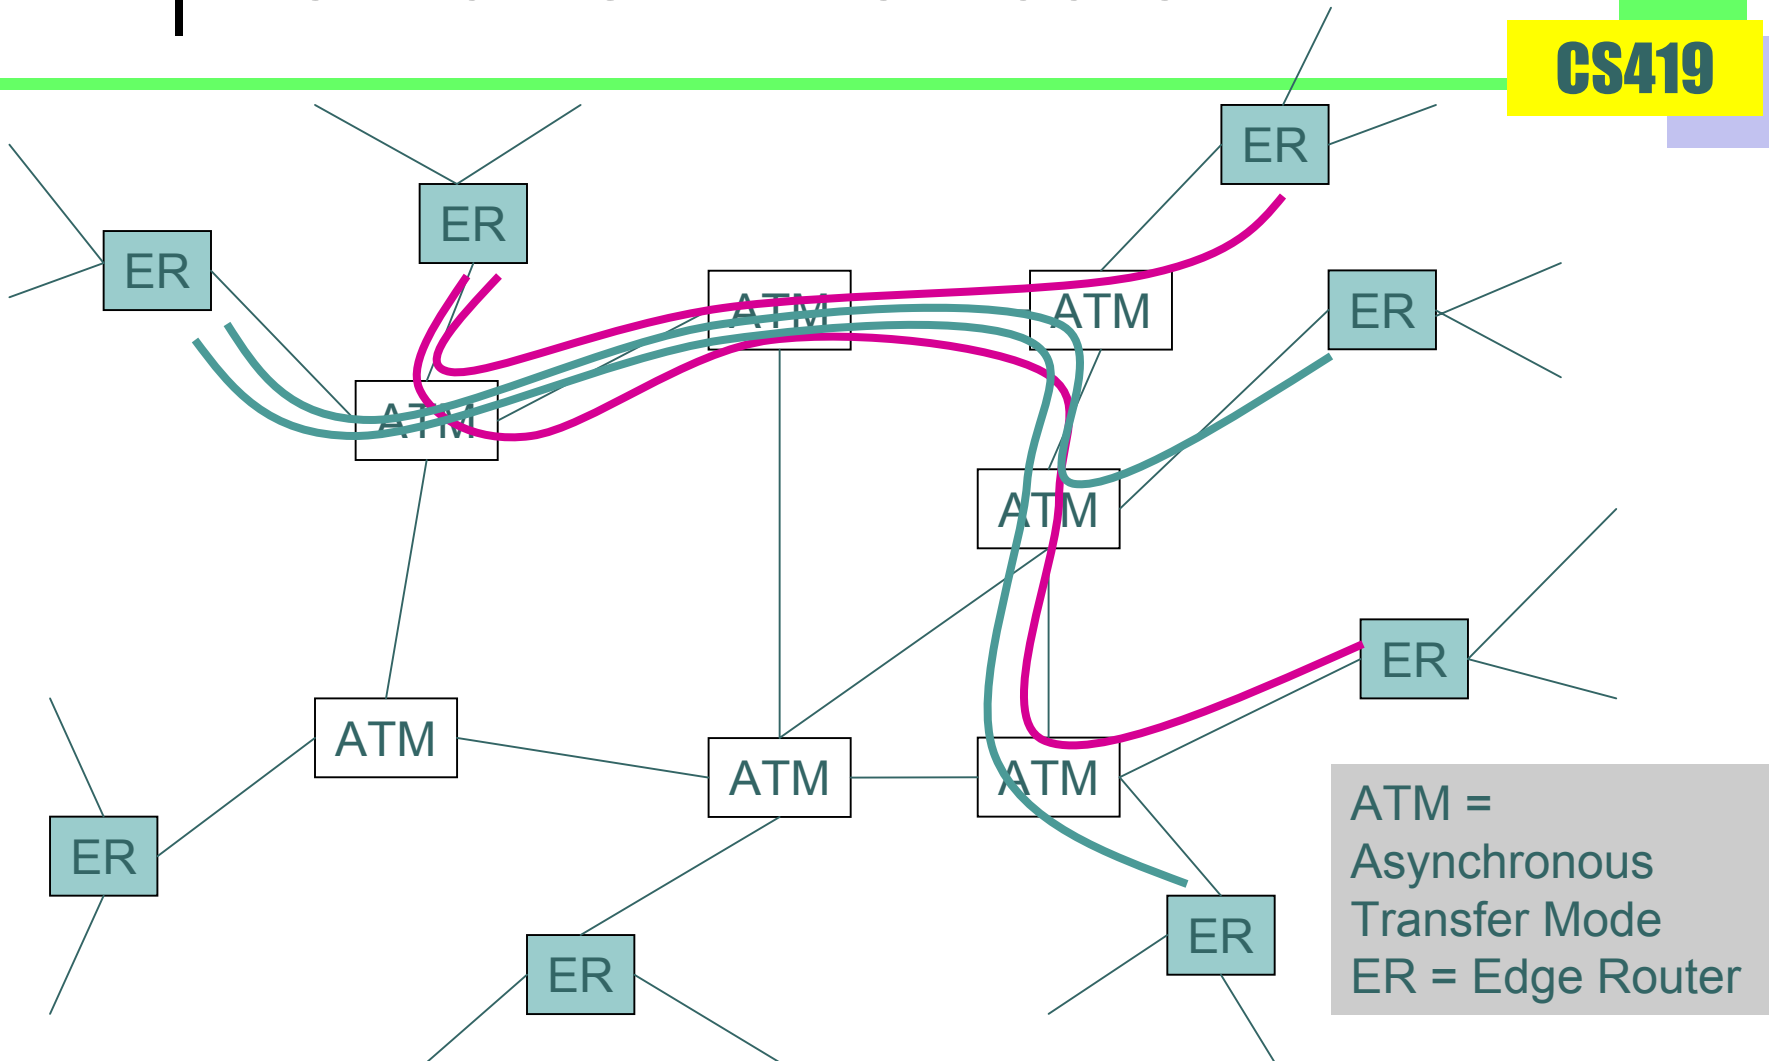 CS419
ER
ER
ER
ATM
ATM
ER
ATM
ATM
ER
ATM
ATM
ATM
ER
ER
ER
ATM =
Asynchronous
Transfer Mode
ER = Edge Router